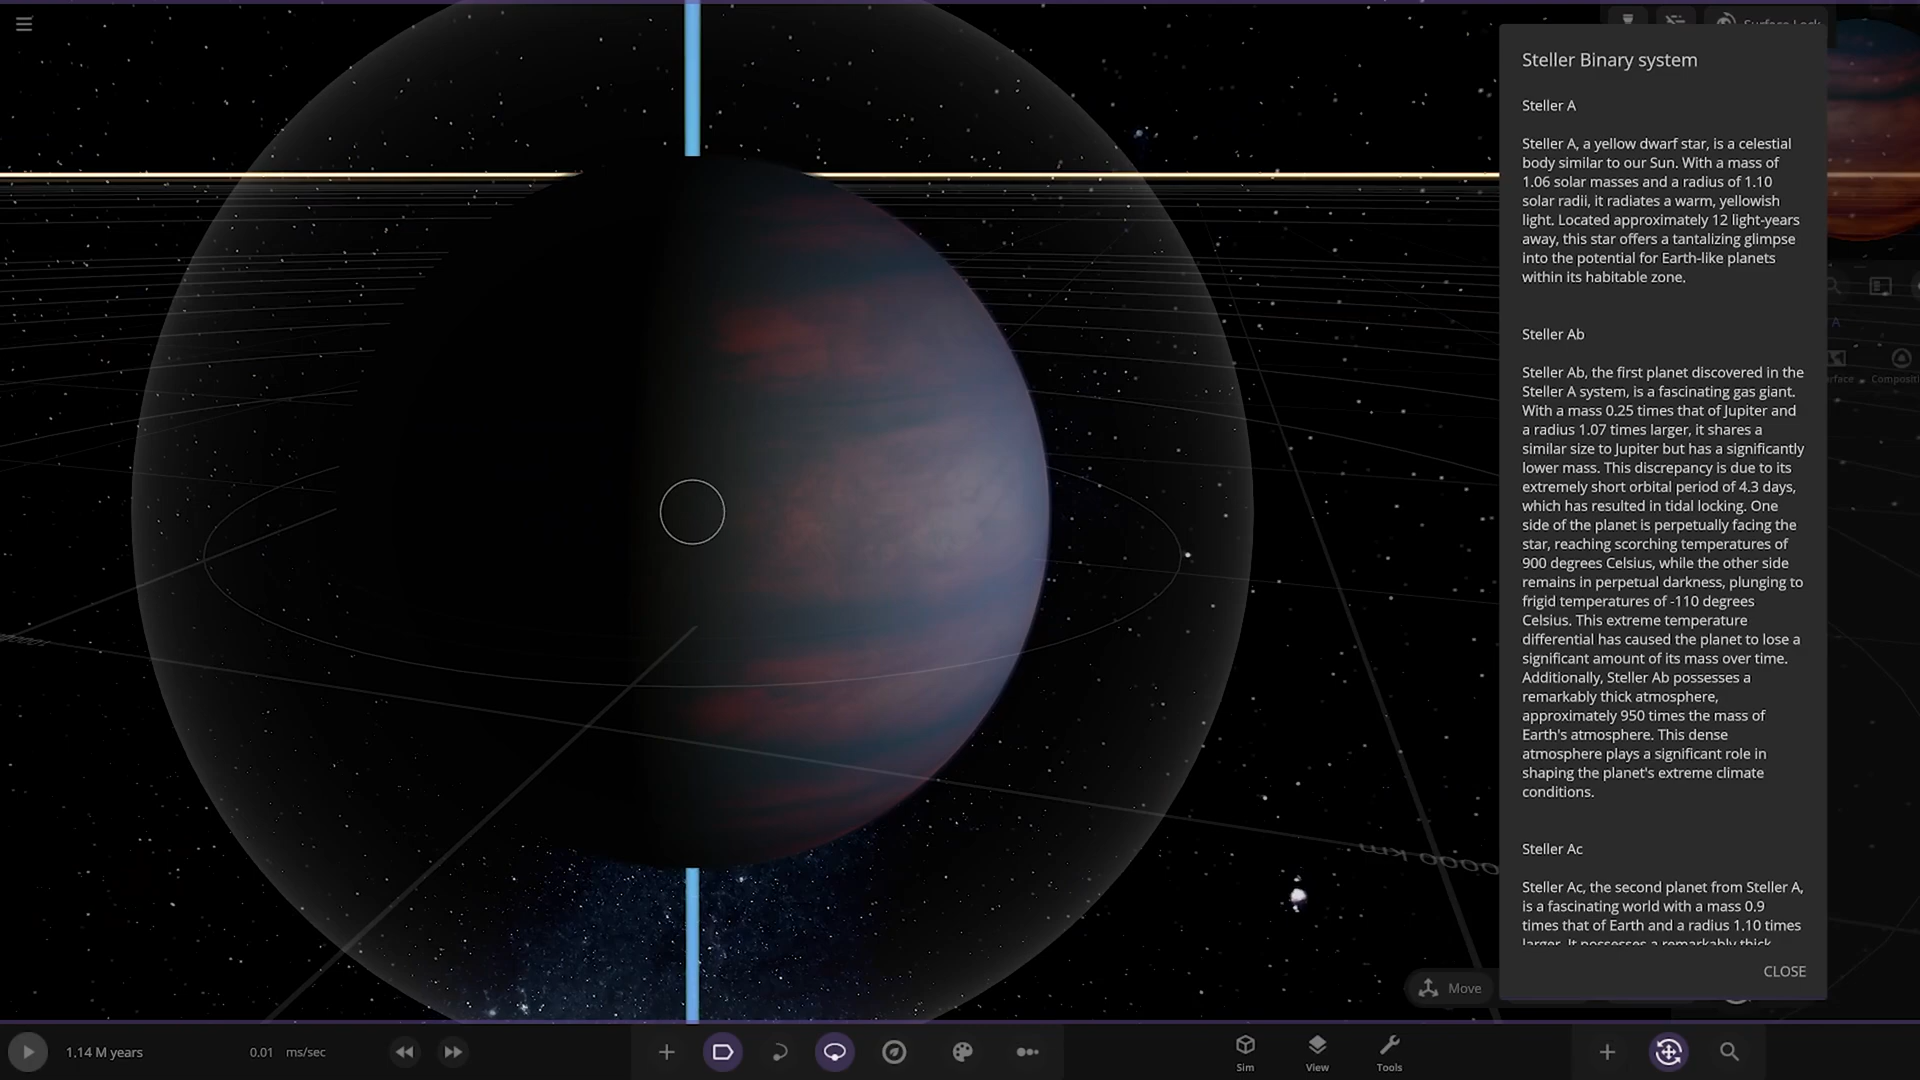 Surface Lock
Steller Binary system
Steller A
Steller A, a yellow dwarf star, is a celestial
body similar to our Sun. With a mass of
1.06 solar masses and a radius of 1.10
solar radii, it radiates a warm, yellowish
light. Located approximately 12 light-years
away, this star offers a tantalizing glimpse
into the potential for Earth-like planets
within its habitable zone.
Steller Ab
Steller Ab, the first planet discovered in the
Steller A system, is a fascinating gas giant.
With a mass 0.25 times that of Jupiter and
a radius 1.07 times larger, it shares a
similar size to Jupiter but has a significantly
lower mass. This discrepancy is due to its
extremely short orbital period of 4.3 days,
which has resulted in tidal locking. One
side of the planet is perpetually facing the
star, reaching scorching temperatures of
900 degrees Celsius, while the other side
remains in perpetual darkness, plunging to
frigid temperatures of -110 degrees
Celsius. This extreme temperature
differential has caused the planet to lose a
significant amount of its mass over time.
Additionally, Steller Ab possesses a
remarkably thick atmosphere,
approximately 950 times the mass of
Earth's atmosphere. This dense
atmosphere plays a significant role in
shaping the planet's extreme climate
conditions.
Steller Ac
Steller Ac, the second planet from Steller A,
is a fascinating world with a mass 0.9
times that of Earth and a radius 1.10 times
larger. It possesses a remarkably thick
CLOSE
Move
1.14 M years
0.01 ms/sec
Sim
View
Tools